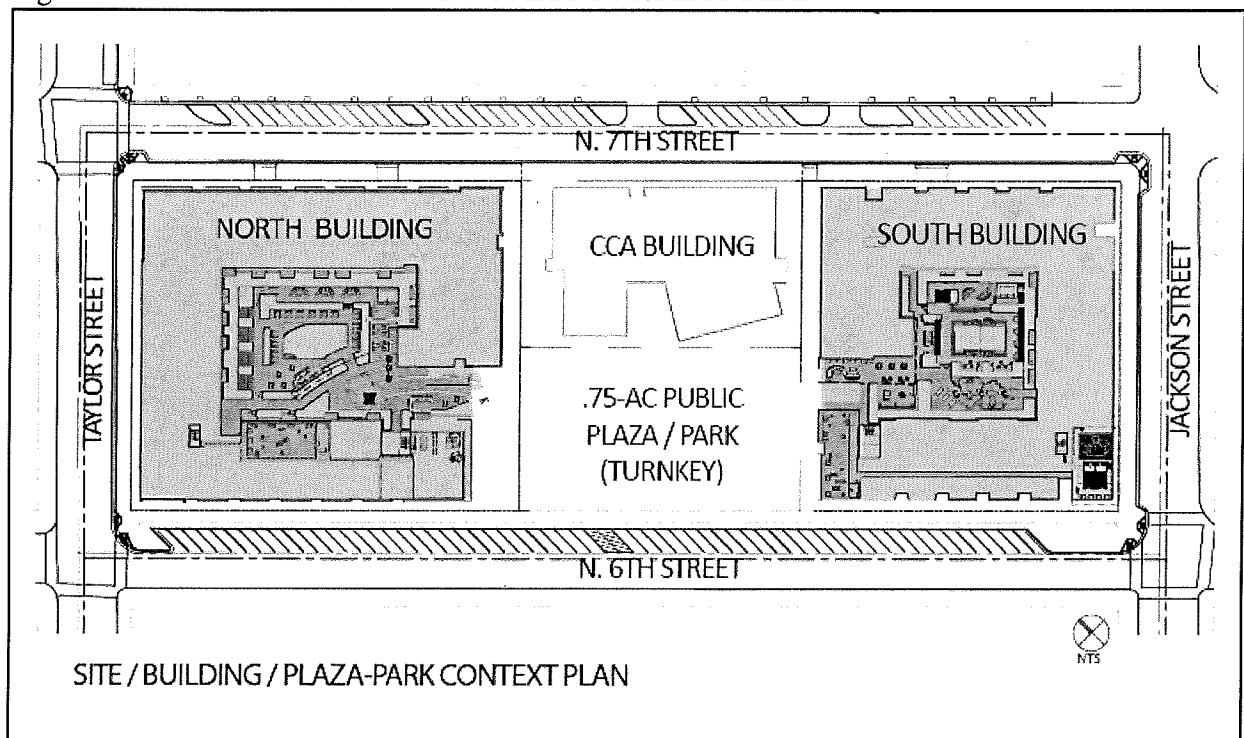 N. 7TH STREET
NORTH BUILDING
CCA BUILDING
SOUTH BUILDING
TAYLOR STREET
JACKSON STREET
.75-AC PUBLIC
PLAZA / PARK
(TURNKEY)
N. 6TH STREET
NTS
SITE / BUILDING / PLAZA-PARK CONTEXT PLAN